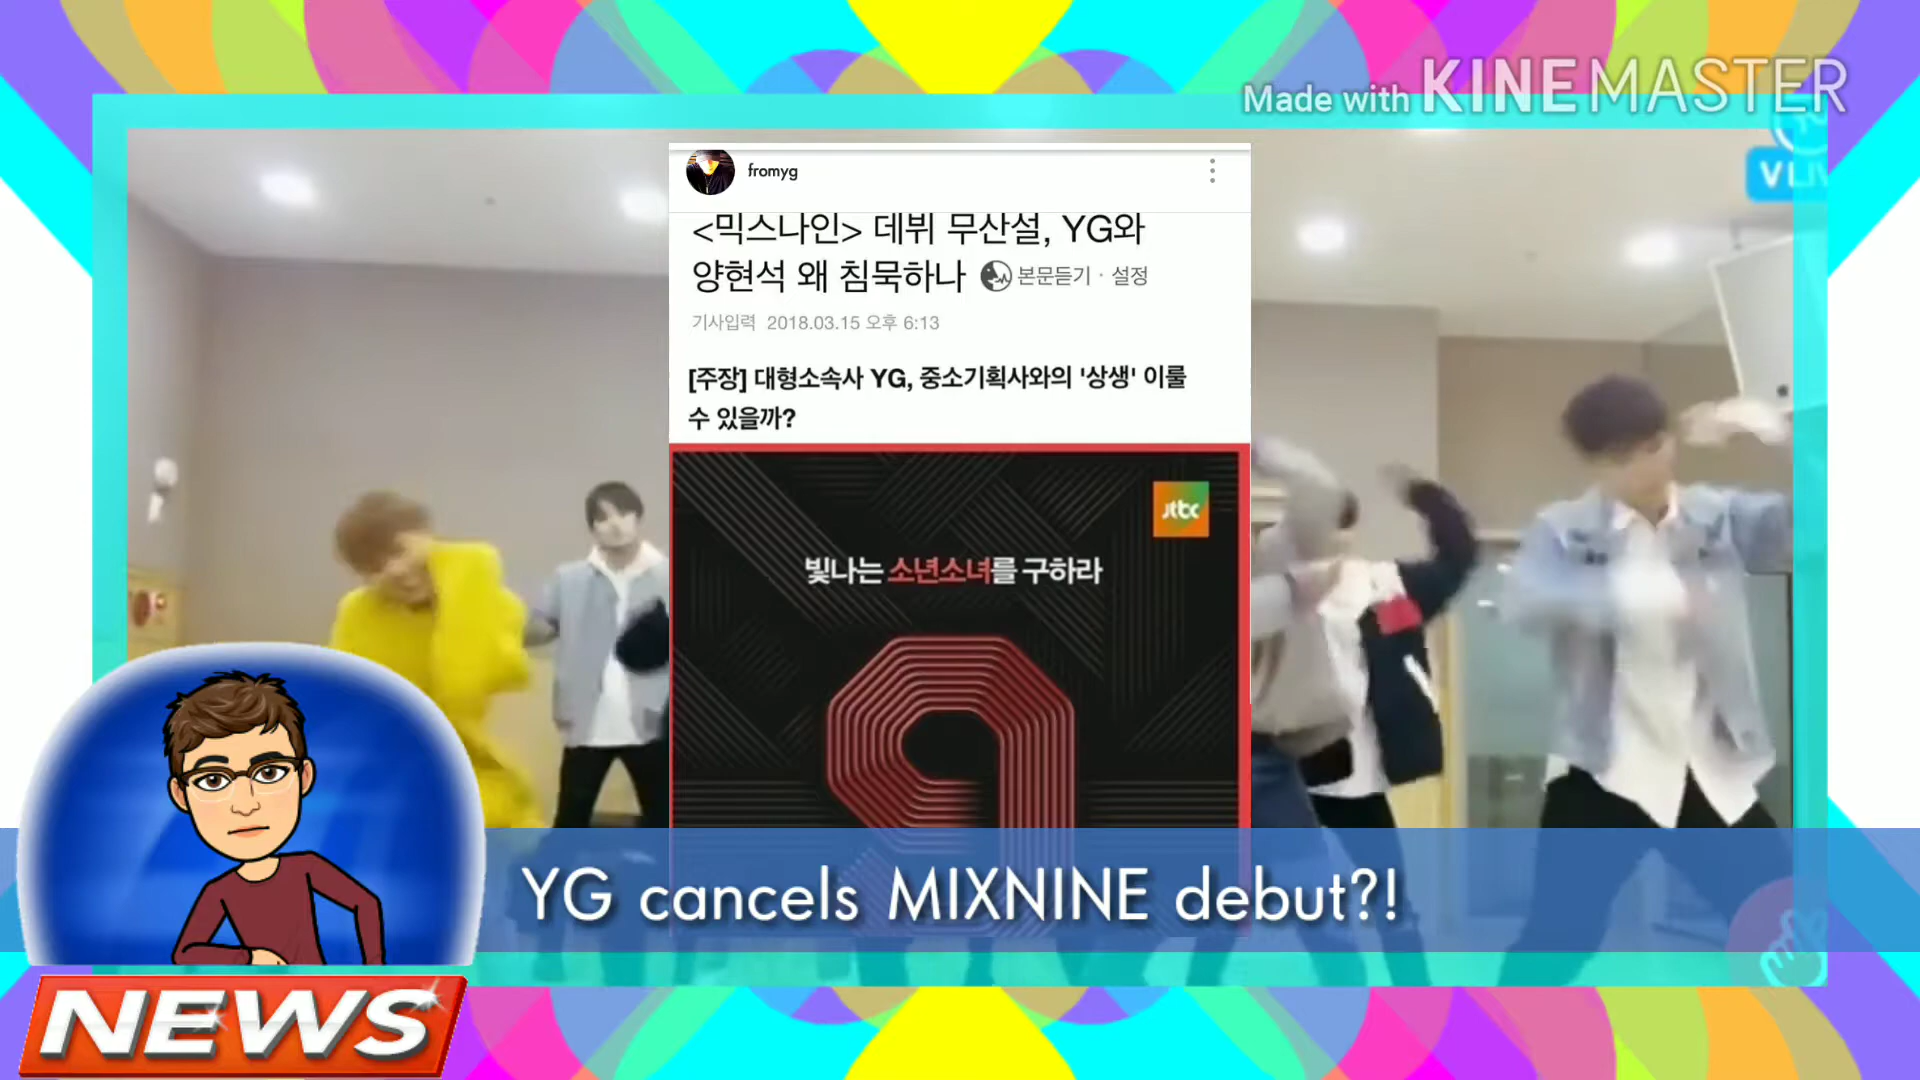 Made with KINEMASTER
V LIV
fromyg
<믹스나인> 데뷔 무산설, YG와
양현석 왜 침묵하나 본문듣기 · 설정
기사입력 2018.03.15 오후 6:13
[주장] 대형소속사 YG, 중소기획사와의 '상생' 이룰
수 있을까?
jtbc
빛나는 소년소녀를 구하라
9
YG cancels MIXNINE debut?!
NEWS